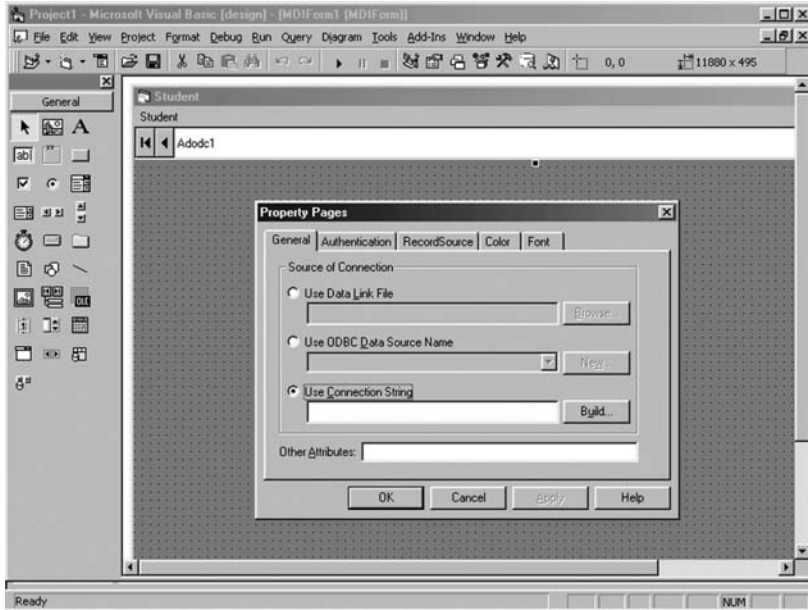 Project1 - Microsoft Visual Basic [design] - [MDIForm1 [MDIForm]]
File Edit View Project Format Debug Run Query Diagram Tools Add-Ins Window Help
0, 0
11880 x 495
General
A
ab
OLE
Student
Student
Adodc1
Property Pages
General Authentication RecordSource Color Font
Source of Connection
Use Data Link File
Browse...
Use ODBC Data Source Name
New...
Use Connection String
Build...
Other Attributes:
OK Cancel Apply Help
Ready
NUM